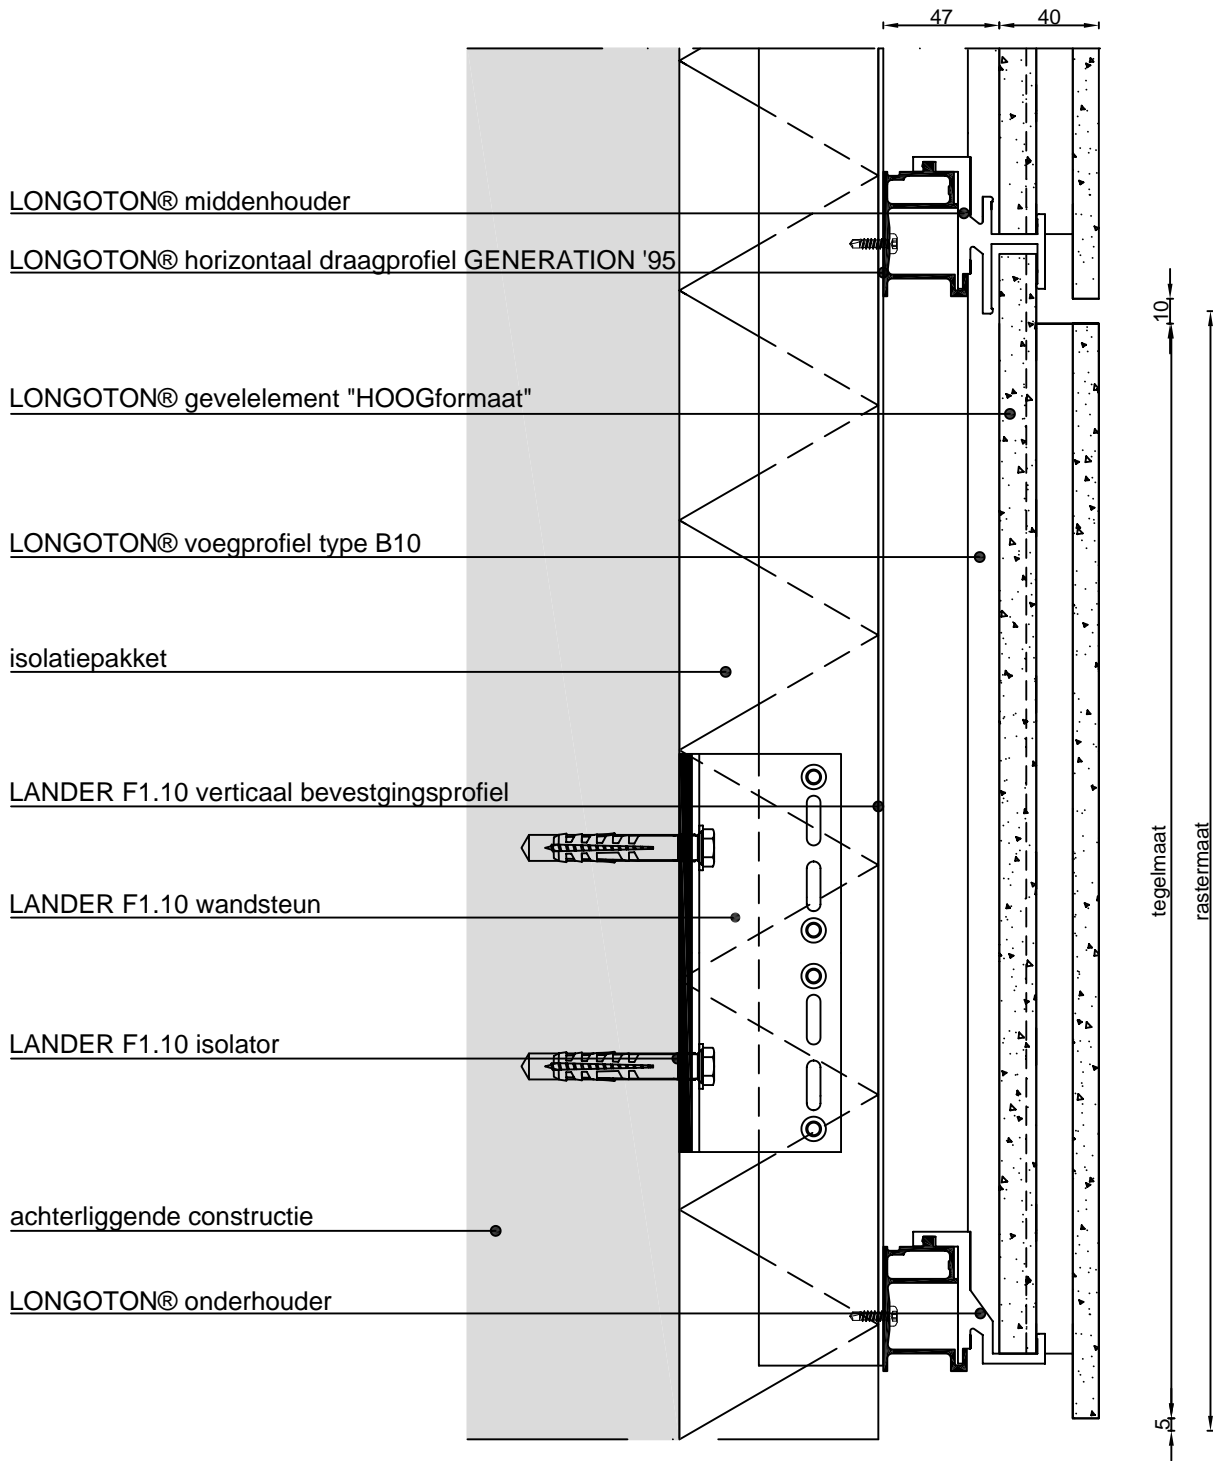 47
40
LONGOTON® middenhouder
LONGOTON® horizontaal draagprofiel GENERATION '95
10
LONGOTON® gevelelement "HOOGformaat"
LONGOTON® voegprofiel type B10
isolatiepakket
LANDER F1.10 verticaal bevestgingsprofiel
tegelmaat
rastermaat
LANDER F1.10 wandsteun
LANDER F1.10 isolator
achterliggende constructie
LONGOTON® onderhouder
5